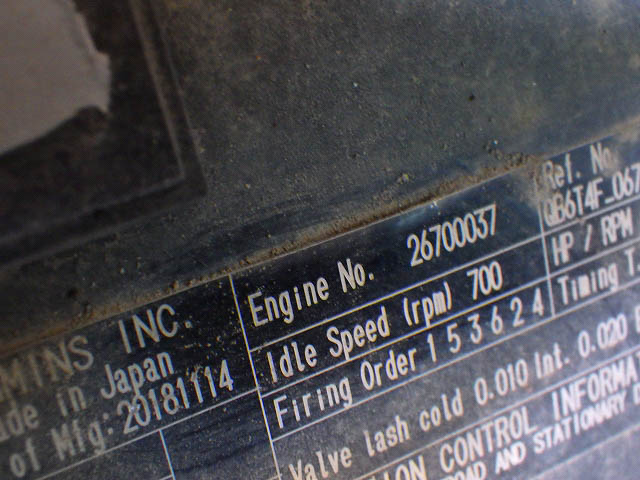 Ref. No
QB6T4F_067
Engine No. 26700037
HP / RPM
MINS INC.
Idle Speed (rpm) 700
Timing T.
ade in Japan
Firing Order 1 5 3 6 2 4
of Mfg: 20181114
Valve lash cold 0.010 Int. 0.020
ION CONTROL INFORMA
ROAD AND STATIONARY